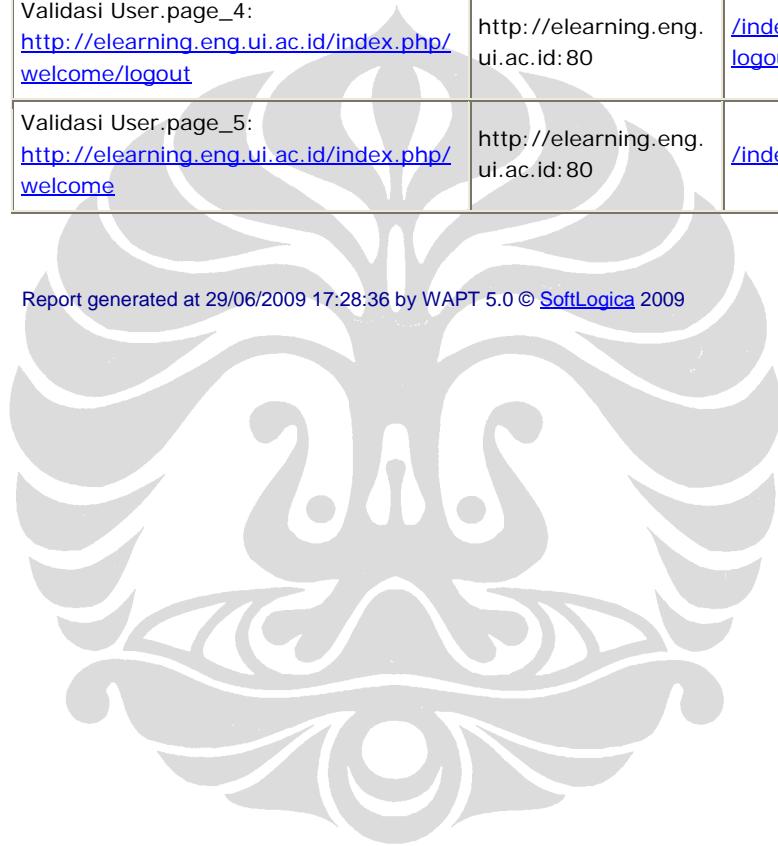 Validasi User.page_4:
http://elearning.eng.ui.ac.id/index.php/
welcome/logout
http://elearning.eng.
ui.ac.id:80
Validasi User.page_5:
http://elearning.eng.ui.ac.id/index.php/
welcome
http://elearning.eng.
ui.ac.id:80
Report generated at 29/06/2009 17:28:36 by WAPT 5.0 © SoftLogica 2009